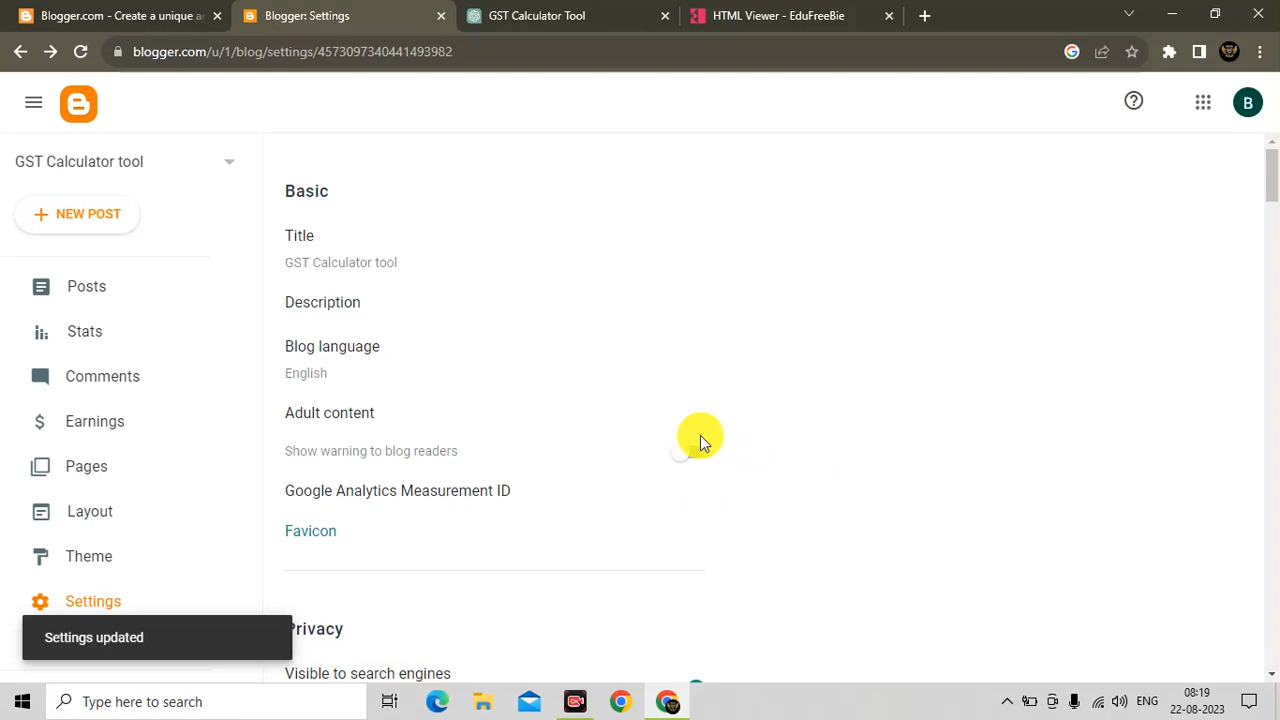 Blogger.com - Create a unique a
Blogger: Settings
GST Calculator Tool
HTML Viewer - EduFreeBie
blogger.com/u/1/blog/settings/4573097340441493982
B
GST Calculator tool
NEW POST
Posts
Stats
Comments
Earnings
Pages
Layout
Theme
Settings
Settings updated
Basic
Title
GST Calculator tool
Description
Blog language
English
Adult content
Show warning to blog readers
Google Analytics Measurement ID
Favicon
Privacy
Visible to search engines
Type here to search
ENG
08:19
22-08-2023